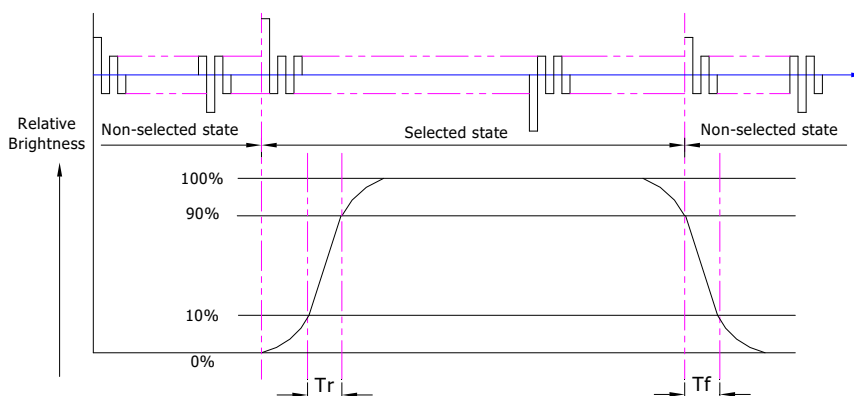 Relative
Brightness
Non-selected state
Selected state
Non-selected state
100%
90%
10%
0%
Tr
Tf